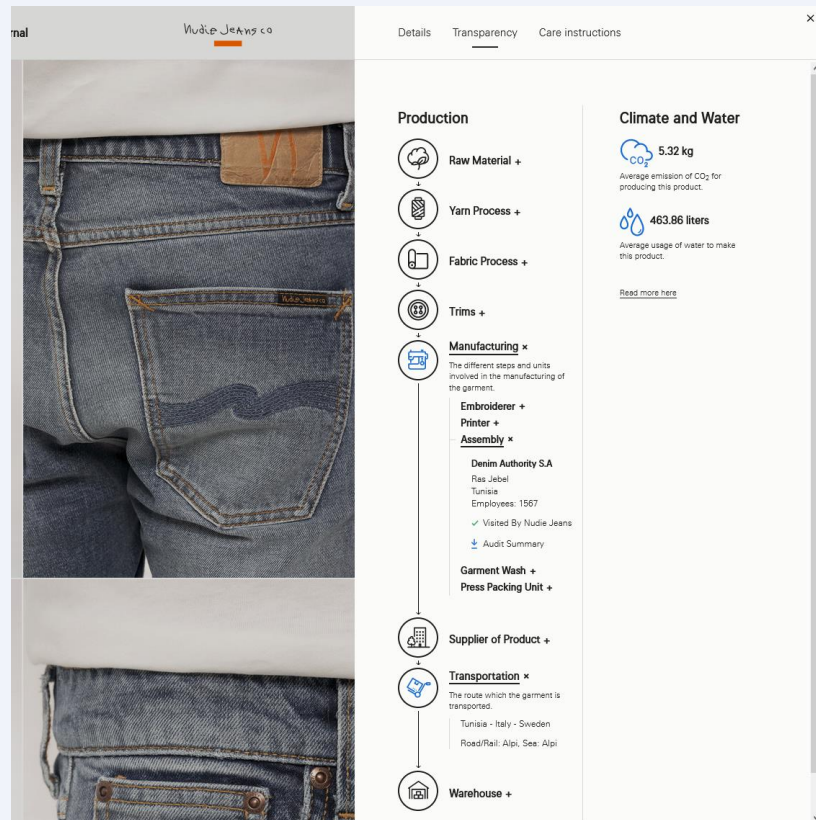 rnal
Nudie Jeans co
Details
Transparency
Care instructions
×
Production
Raw Material +
Yarn Process +
Fabric Process +
Trims +
Manufacturing ×
The different steps and units
involved in the manufacturing of
the garment.
Embroiderer +
Printer +
Assembly ×
Denim Authority S.A
Ras Jebel
Tunisia
Employees: 1567
✓ Visited By Nudie Jeans
Audit Summary
Garment Wash +
Press Packing Unit +
Supplier of Product +
Transportation ×
The route which the garment is
transported.
Tunisia - Italy - Sweden
Road/Rail: Alpi, Sea: Alpi
Warehouse +
Climate and Water
CO₂
5.32 kg
Average emission of CO₂ for
producing this product.
463.86 liters
Average usage of water to make
this product.
Read more here
Nudie Jeans co